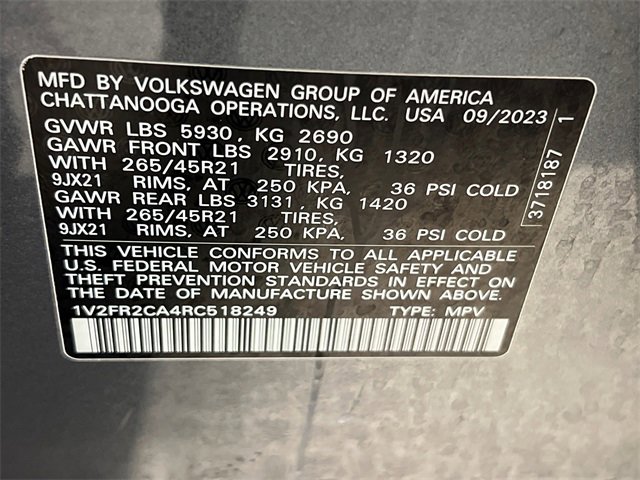 MFD BY VOLKSWAGEN GROUP OF AMERICA
CHATTANOOGA OPERATIONS, LLC. USA 09/2023
GVWR LBS 5930, KG 2690
GAWR FRONT LBS 2910, KG 1320
WITH 265/45R21 TIRES,
9JX21 RIMS, AT 250 KPA, 36 PSI COLD
GAWR REAR LBS 3131, KG 1420
WITH 265/45R21 TIRES,
9JX21 RIMS, AT 250 KPA, 36 PSI COLD
THIS VEHICLE CONFORMS TO ALL APPLICABLE
U.S. FEDERAL MOTOR VEHICLE SAFETY AND
THEFT PREVENTION STANDARDS IN EFFECT ON
THE DATE OF MANUFACTURE SHOWN ABOVE.
1V2FR2CA4RC518249 TYPE: MPV
3718187 1